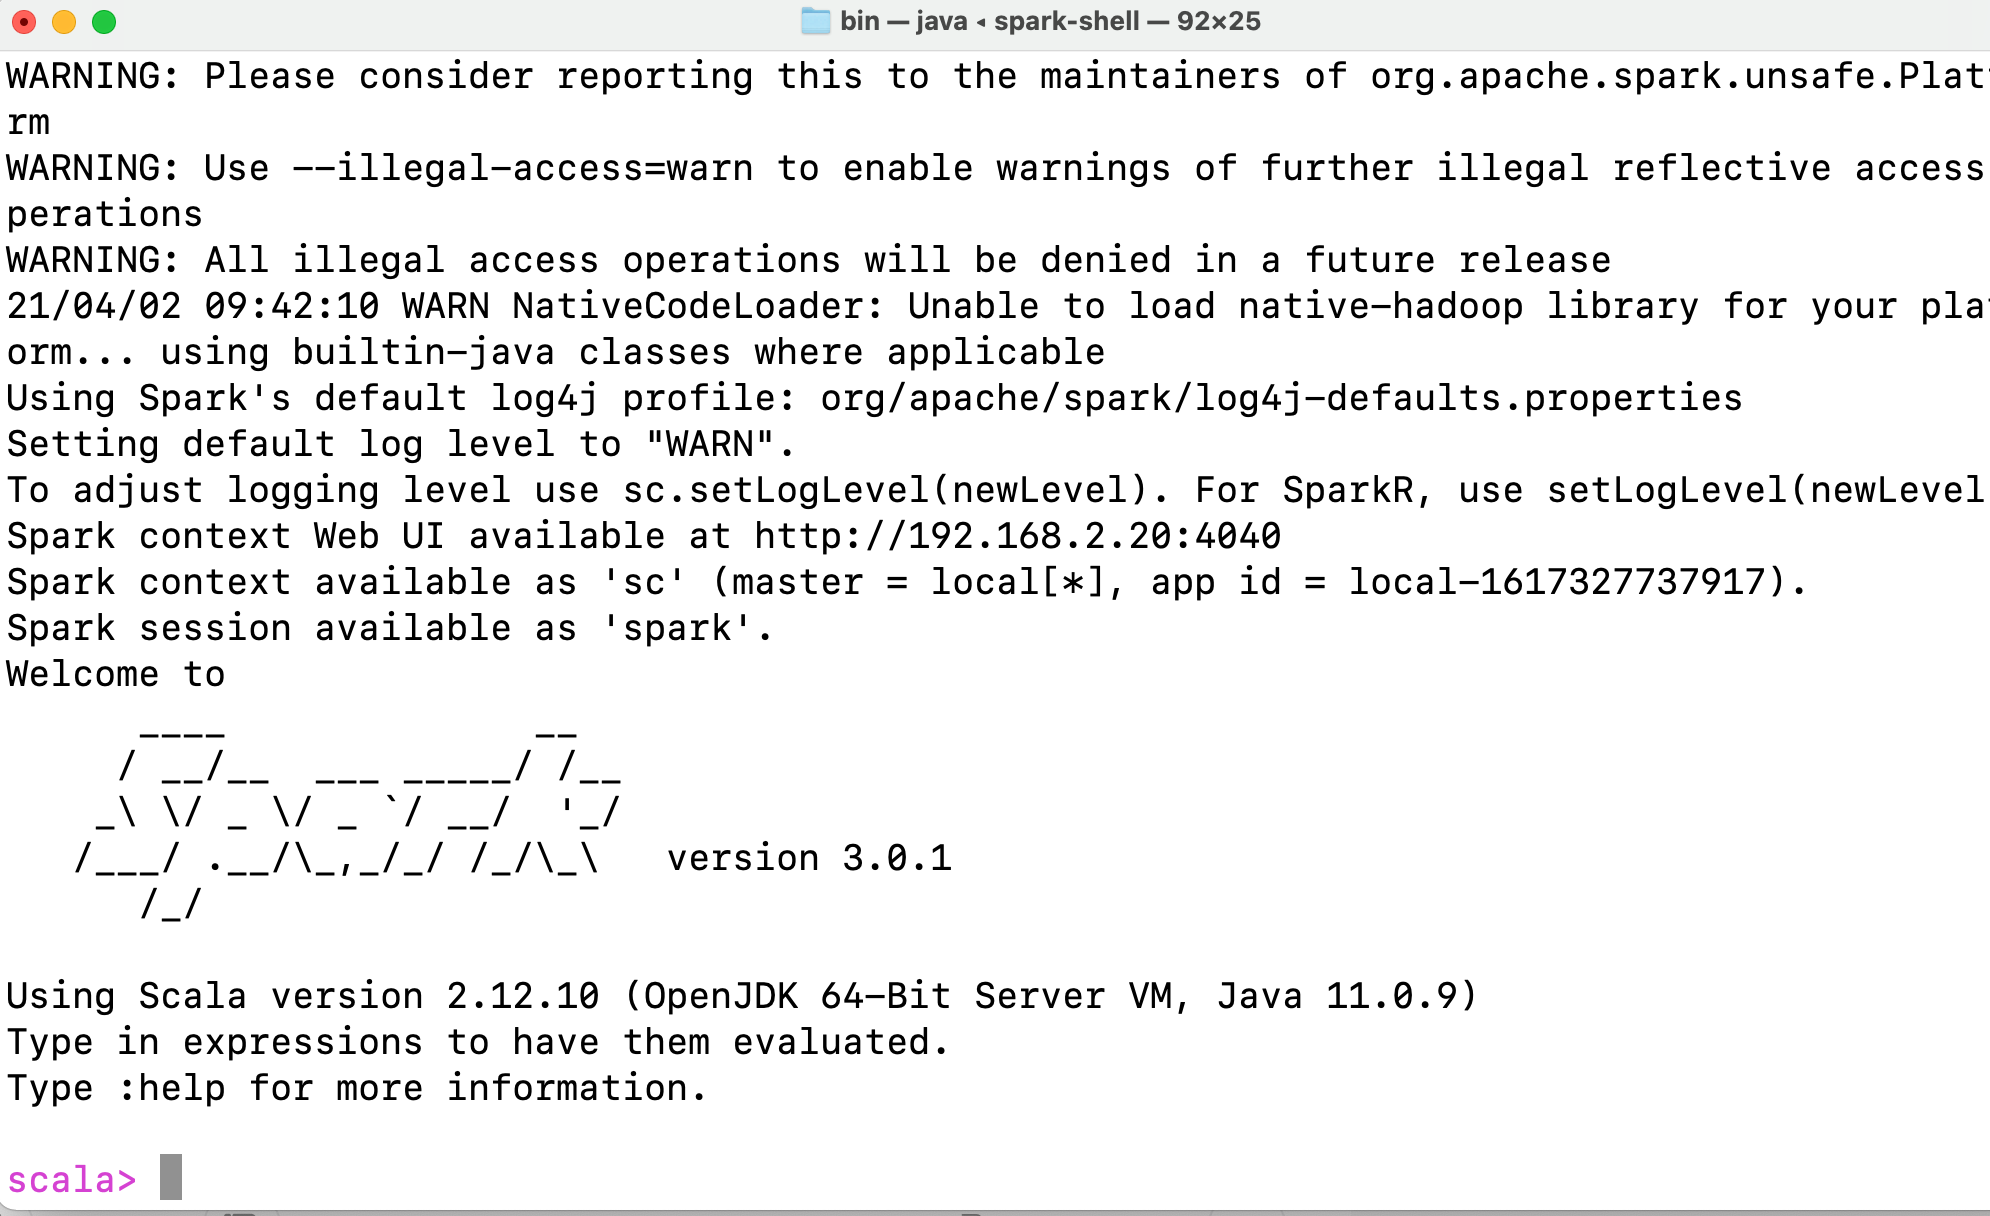 bin — java ◂ spark-shell — 92×25
WARNING: Please consider reporting this to the maintainers of org.apache.spark.unsafe.Plat
rm
WARNING: Use --illegal-access=warn to enable warnings of further illegal reflective access
perations
WARNING: All illegal access operations will be denied in a future release
21/04/02 09:42:10 WARN NativeCodeLoader: Unable to load native-hadoop library for your pla
orm... using builtin-java classes where applicable
Using Spark's default log4j profile: org/apache/spark/log4j-defaults.properties
Setting default log level to "WARN".
To adjust logging level use sc.setLogLevel(newLevel). For SparkR, use setLogLevel(newLevel
Spark context Web UI available at http://192.168.2.20:4040
Spark context available as 'sc' (master = local[*], app id = local-1617327737917).
Spark session available as 'spark'.
Welcome to
      ____              __
     / __/__  ___ _____/ /__
    _\ \/ _ \/ _ `/ __/  '_/
   /___/ .__/\_,_/_/ /_/\_\   version 3.0.1
      /_/
Using Scala version 2.12.10 (OpenJDK 64-Bit Server VM, Java 11.0.9)
Type in expressions to have them evaluated.
Type :help for more information.
scala>